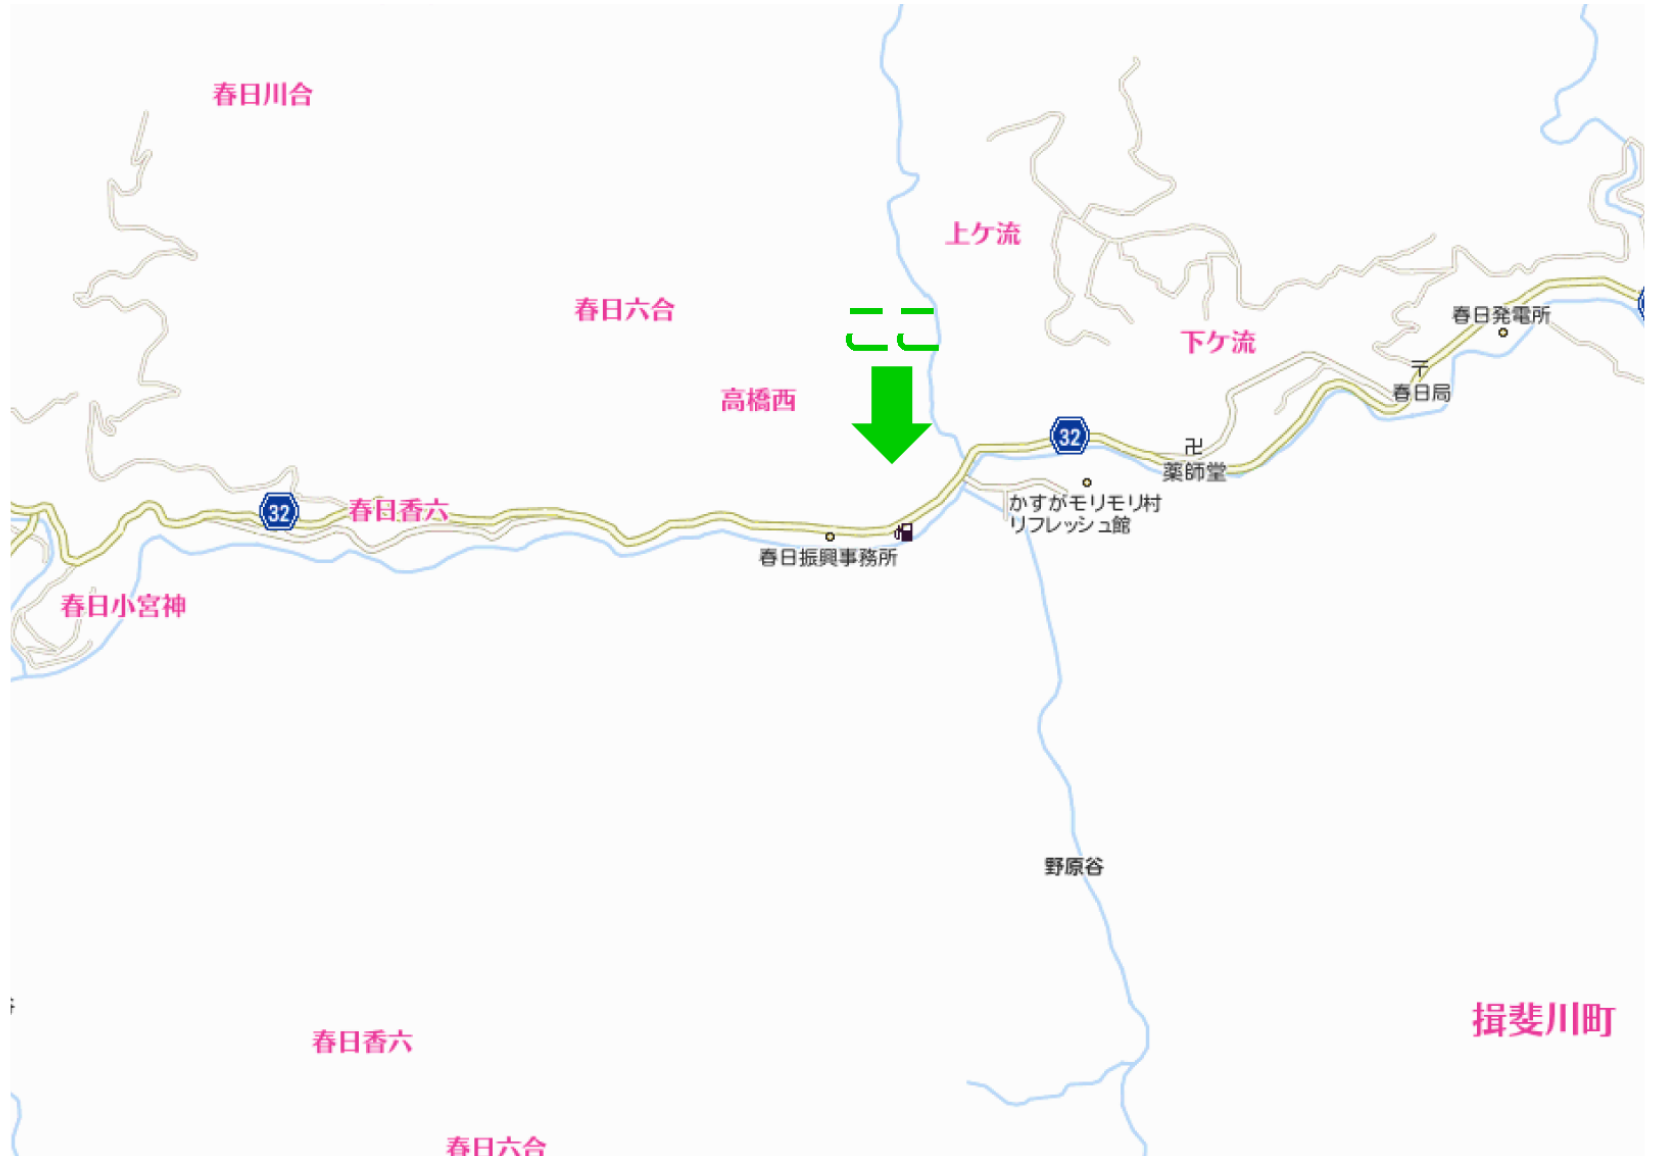 春日川合
上ケ流
春日六合
春日発電所
下ケ流
高橋西
春日局
32
薬師堂
32
春日香六
かすがモリモリ村
リフレッシュ館
春日振興事務所
春日小宮神
ここ
野原谷
揖斐川町
春日香六
春日六合